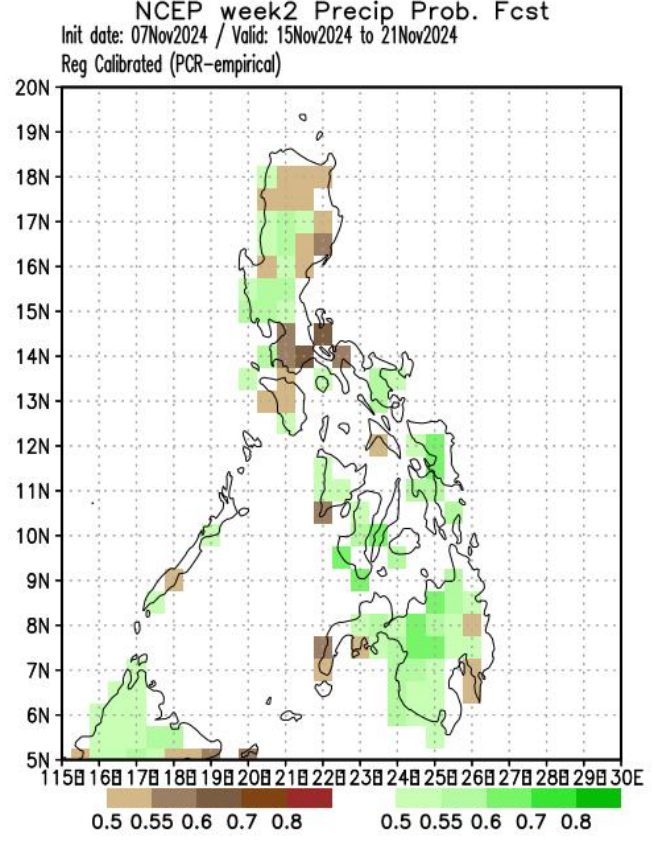 NCEP week2 Precip Prob. Fcst
Init date: 07Nov2024 / Valid: 15Nov2024 to 21Nov2024
Reg Calibrated (PCR-empirical)
20N
19N
18N
17N
16N
15N
14N
13N
12N
11N
10N
9N
8N
7N
6N
5N
115E 116E 117E 118E 119E 120E 121E 122E 123E 124E 125E 126E 127E 128E 129E 130E
0.5 0.55 0.6 0.7 0.8 0.5 0.55 0.6 0.7 0.8